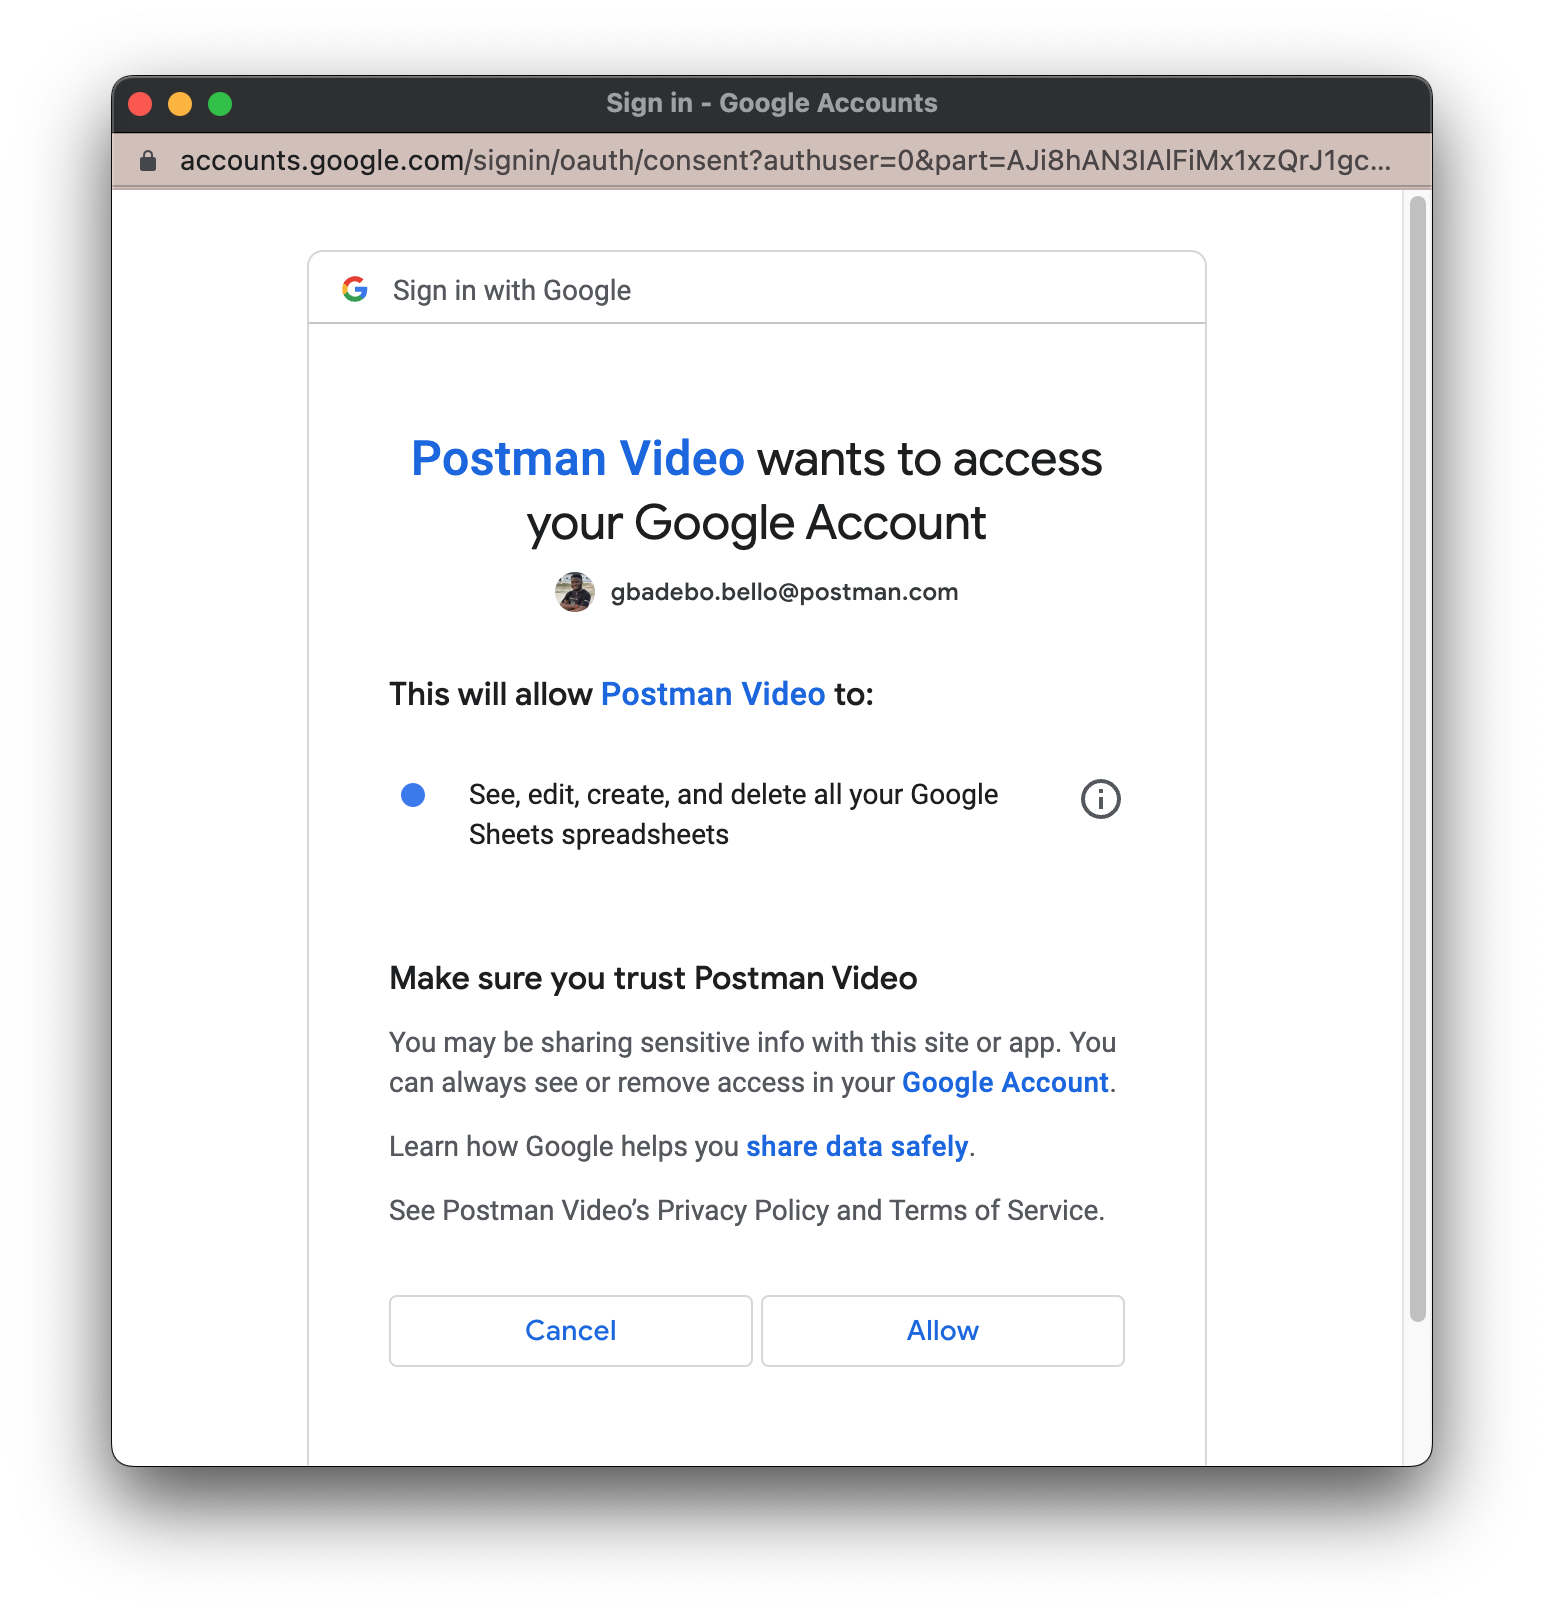 Sign in - Google Accounts
accounts.google.com/signin/oauth/consent?authuser=0&part=AJi8hAN3IAlFiMx1xzQrJ1gc...
Sign in with Google
Postman Video wants to access
your Google Account
gbadebo.bello@postman.com
This will allow Postman Video to:
See, edit, create, and delete all your Google
Sheets spreadsheets
Make sure you trust Postman Video
You may be sharing sensitive info with this site or app. You
can always see or remove access in your Google Account.
Learn how Google helps you share data safely.
See Postman Video’s Privacy Policy and Terms of Service.
Cancel
Allow